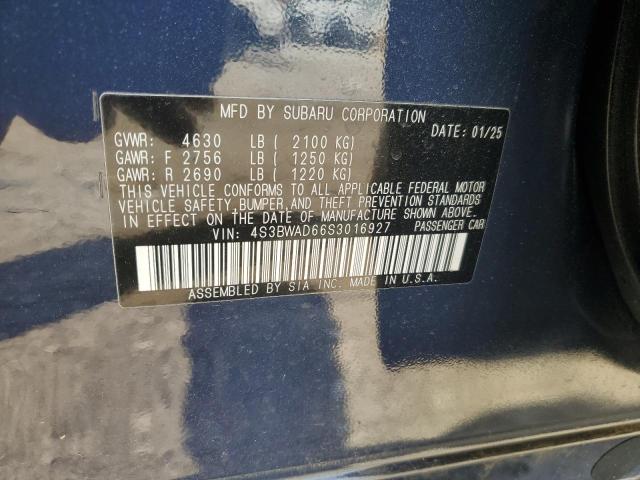 MFD BY SUBARU CORPORATION
DATE: 01/25
GVWR: 4630 LB ( 2100 KG)
GAWR: F 2756 LB ( 1250 KG)
GAWR: R 2690 LB ( 1220 KG)
THIS VEHICLE CONFORMS TO ALL APPLICABLE FEDERAL MOTOR
VEHICLE SAFETY, BUMPER, AND THEFT PREVENTION STANDARDS
IN EFFECT ON THE DATE OF MANUFACTURE SHOWN ABOVE.
VIN: 4S3BWAD66S3016927 PASSENGER CAR
ASSEMBLED BY SIA INC. MADE IN U.S.A.